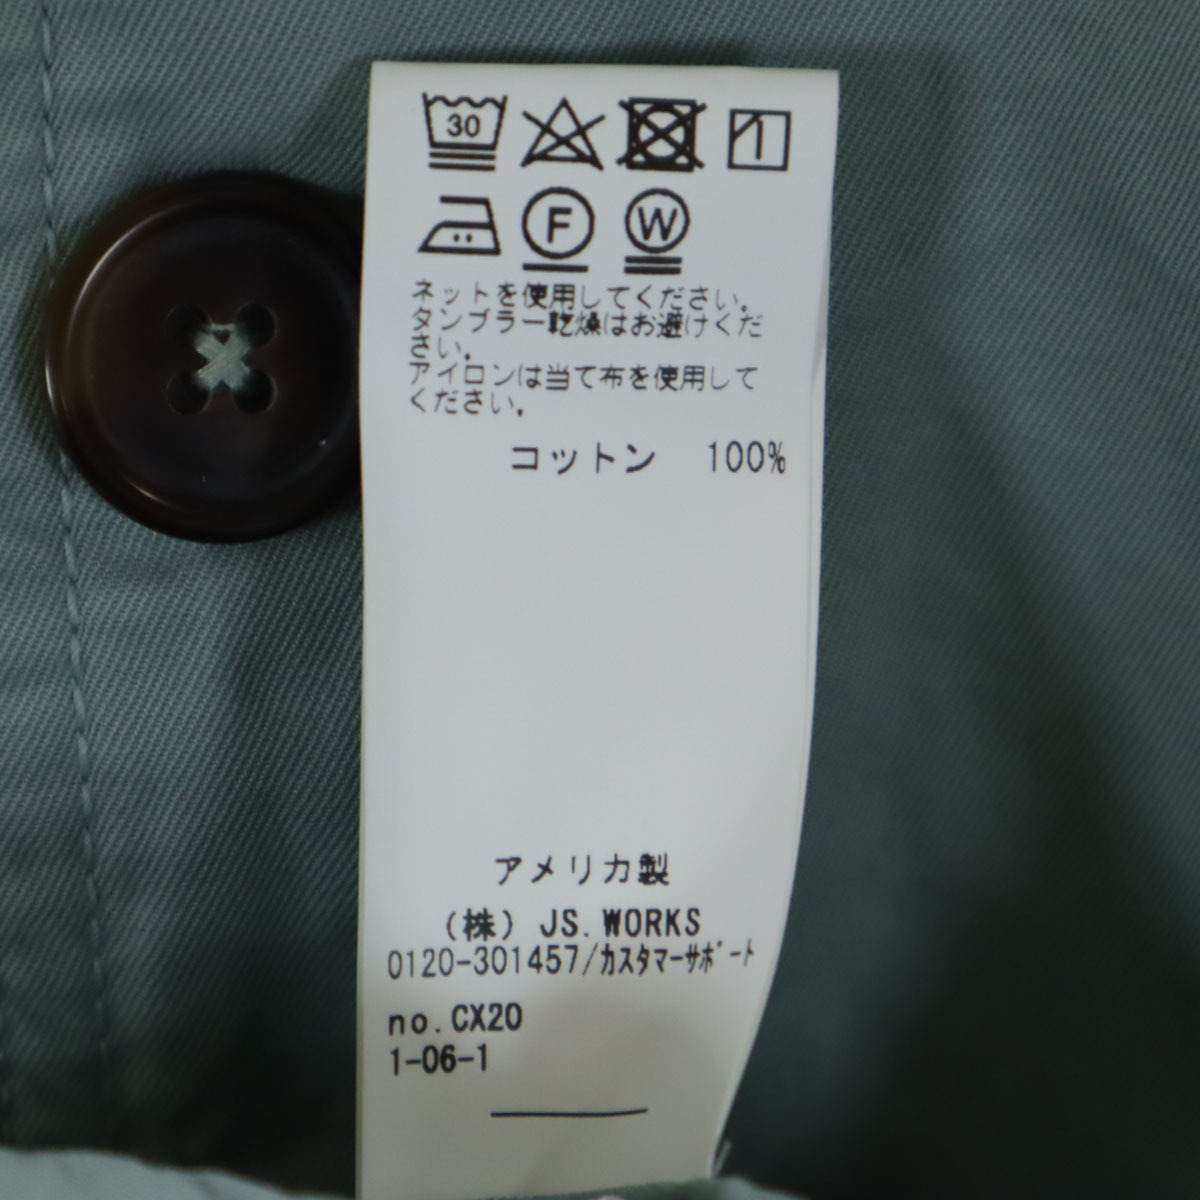 30
F W
ネットを使用してください。
タンブラー乾燥はお避けくだ
さい。
アイロンは当て布を使用して
ください。
コットン 100%
アメリカ製
(株) JS.WORKS
0120-301457/カスタマーサポート
no.CX20
1-06-1